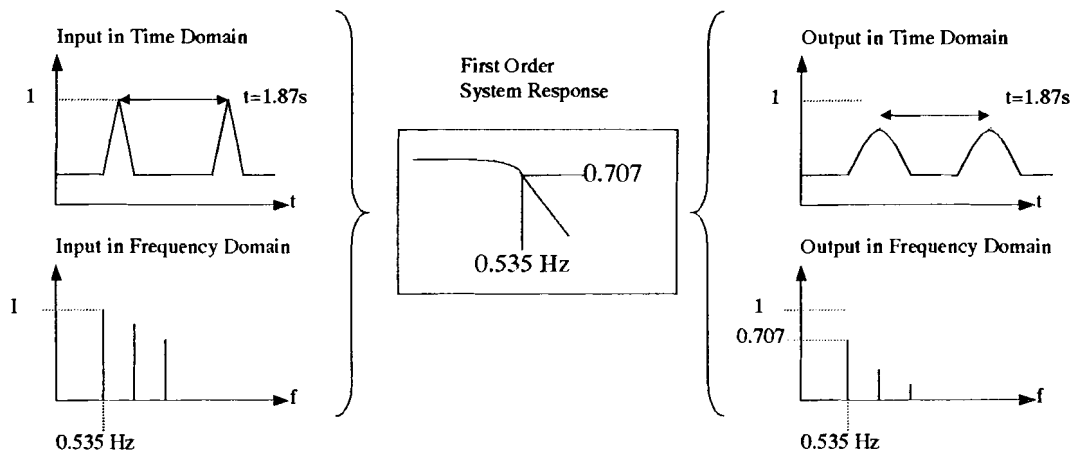 Input in Time Domain
1
t=1.87s
t
Input in Frequency Domain
I
f
0.535 Hz
First Order
System Response
0.707
0.535 Hz
Output in Time Domain
1
t=1.87s
t
Output in Frequency Domain
1
0.707
f
0.535 Hz